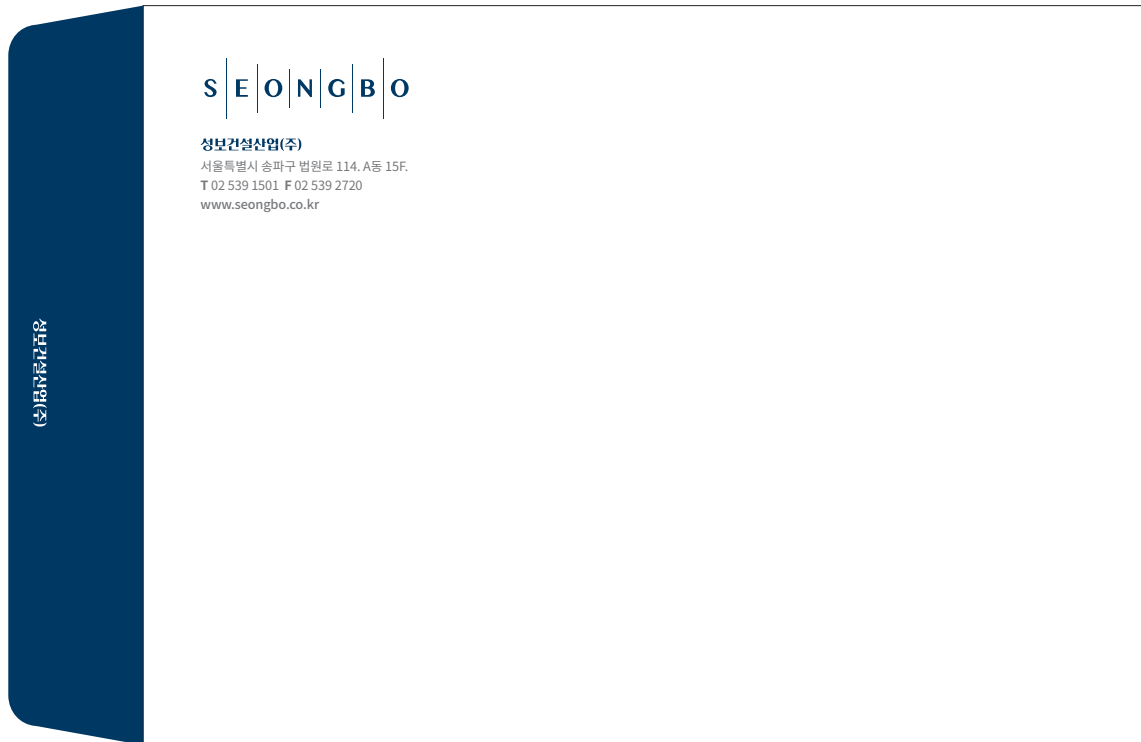 SEONGBO
성보건설산업(주)
서울특별시 송파구 법원로 114. A동 15F.
T 02 539 1501 F 02 539 2720
www.seongbo.co.kr
성보건설산업(주)